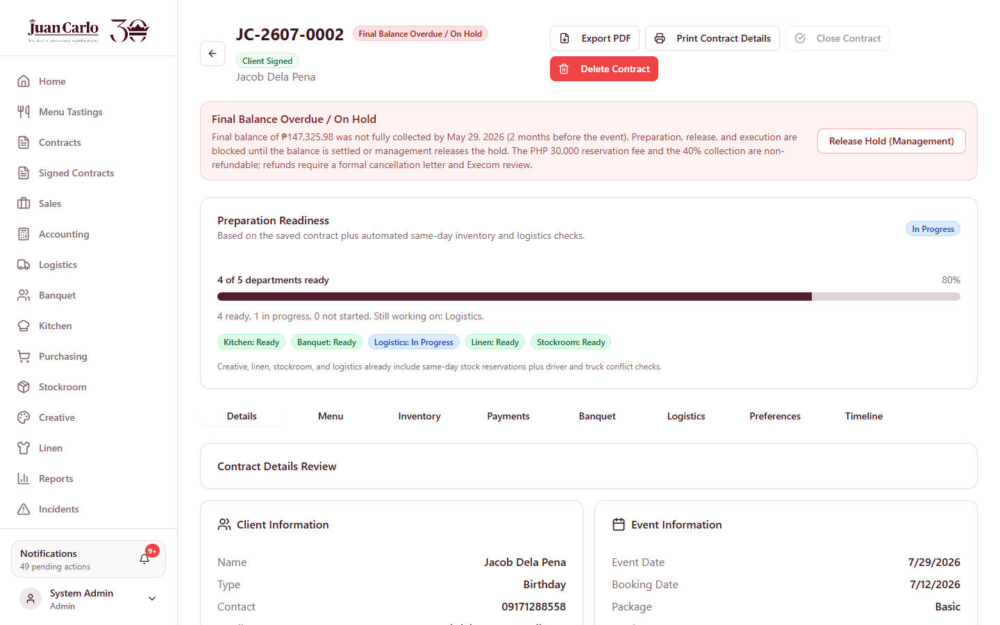 Juan Carlo 30
Home
Menu Tastings
Contracts
Signed Contracts
Sales
Accounting
Logistics
Banquet
Kitchen
Purchasing
Stockroom
Creative
Linen
Reports
Incidents
Notifications
49 pending actions
9+
System Admin
Admin
JC-2607-0002
Final Balance Overdue / On Hold
Client Signed
Jacob Dela Pena
Export PDF
Print Contract Details
Close Contract
Delete Contract
Final Balance Overdue / On Hold
Final balance of ₱147,325.98 was not fully collected by May 29, 2026 (2 months before the event). Preparation, release, and execution are
blocked until the balance is settled or management releases the hold. The PHP 30,000 reservation fee and the 40% collection are non-
refundable; refunds require a formal cancellation letter and Execom review.
Release Hold (Management)
Preparation Readiness
Based on the saved contract plus automated same-day inventory and logistics checks.
In Progress
4 of 5 departments ready
80%
4 ready, 1 in progress, 0 not started. Still working on: Logistics.
Kitchen: Ready
Banquet: Ready
Logistics: In Progress
Linen: Ready
Stockroom: Ready
Creative, linen, stockroom, and logistics already include same-day stock reservations plus driver and truck conflict checks.
Details
Menu
Inventory
Payments
Banquet
Logistics
Preferences
Timeline
Contract Details Review
Client Information
Name
Jacob Dela Pena
Type
Birthday
Contact
09171288558
Event Information
Event Date
7/29/2026
Booking Date
7/12/2026
Package
Basic